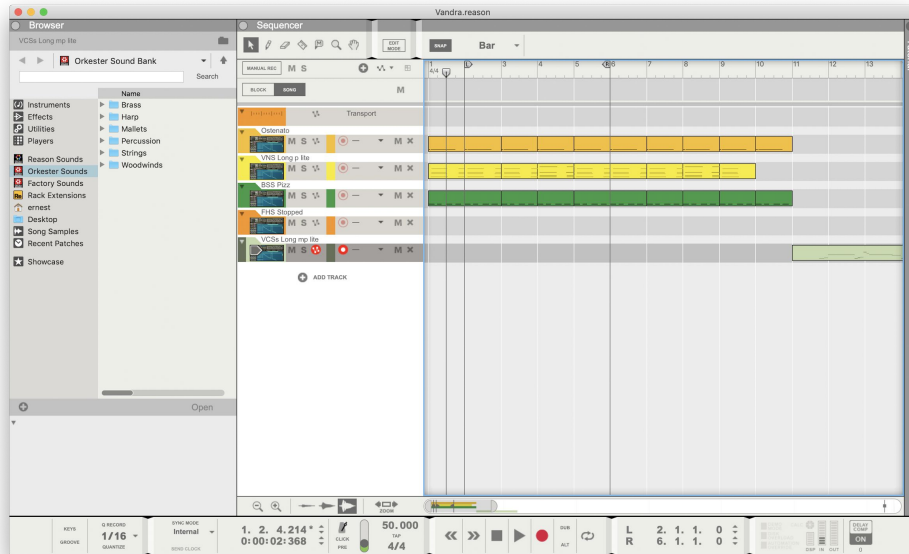 Vandra.reason
Browser
Sequencer
VCSs Long mp lite
Orkester Sound Bank
Search
Name
Instruments
Effects
Utilities
Players
Reason Sounds
Orkester Sounds
Factory Sounds
Rack Extensions
ernest
Desktop
Song Samples
Recent Patches
Showcase
Brass
Harp
Mallets
Percussion
Strings
Woodwinds
Open
EDIT MODE
SNAP
Bar
MANUAL REC M S
BLOCK SONG M
1 L 3 4 5 R6 7 8 9 10 11 12 13
4/4
Transport
Ostenato
M S M X
VNS Long p lite
M S M X
BSS Pizz
M S M X
FHS Stopped
M S M X
VCSs Long mp lite
M S M X
ADD TRACK
ZOOM
KEYS
GROOVE
Q RECORD
1/16
QUANTIZE
SYNC MODE
Internal
SEND CLOCK
1. 2. 4.214 *
0:00:02:368
CLICK
PRE
50.000
TAP
4/4
DUB
ALT
L 2. 1. 1. 0
R 6. 1. 1. 0
DSP IN OUT
DELAY COMP
ON
0